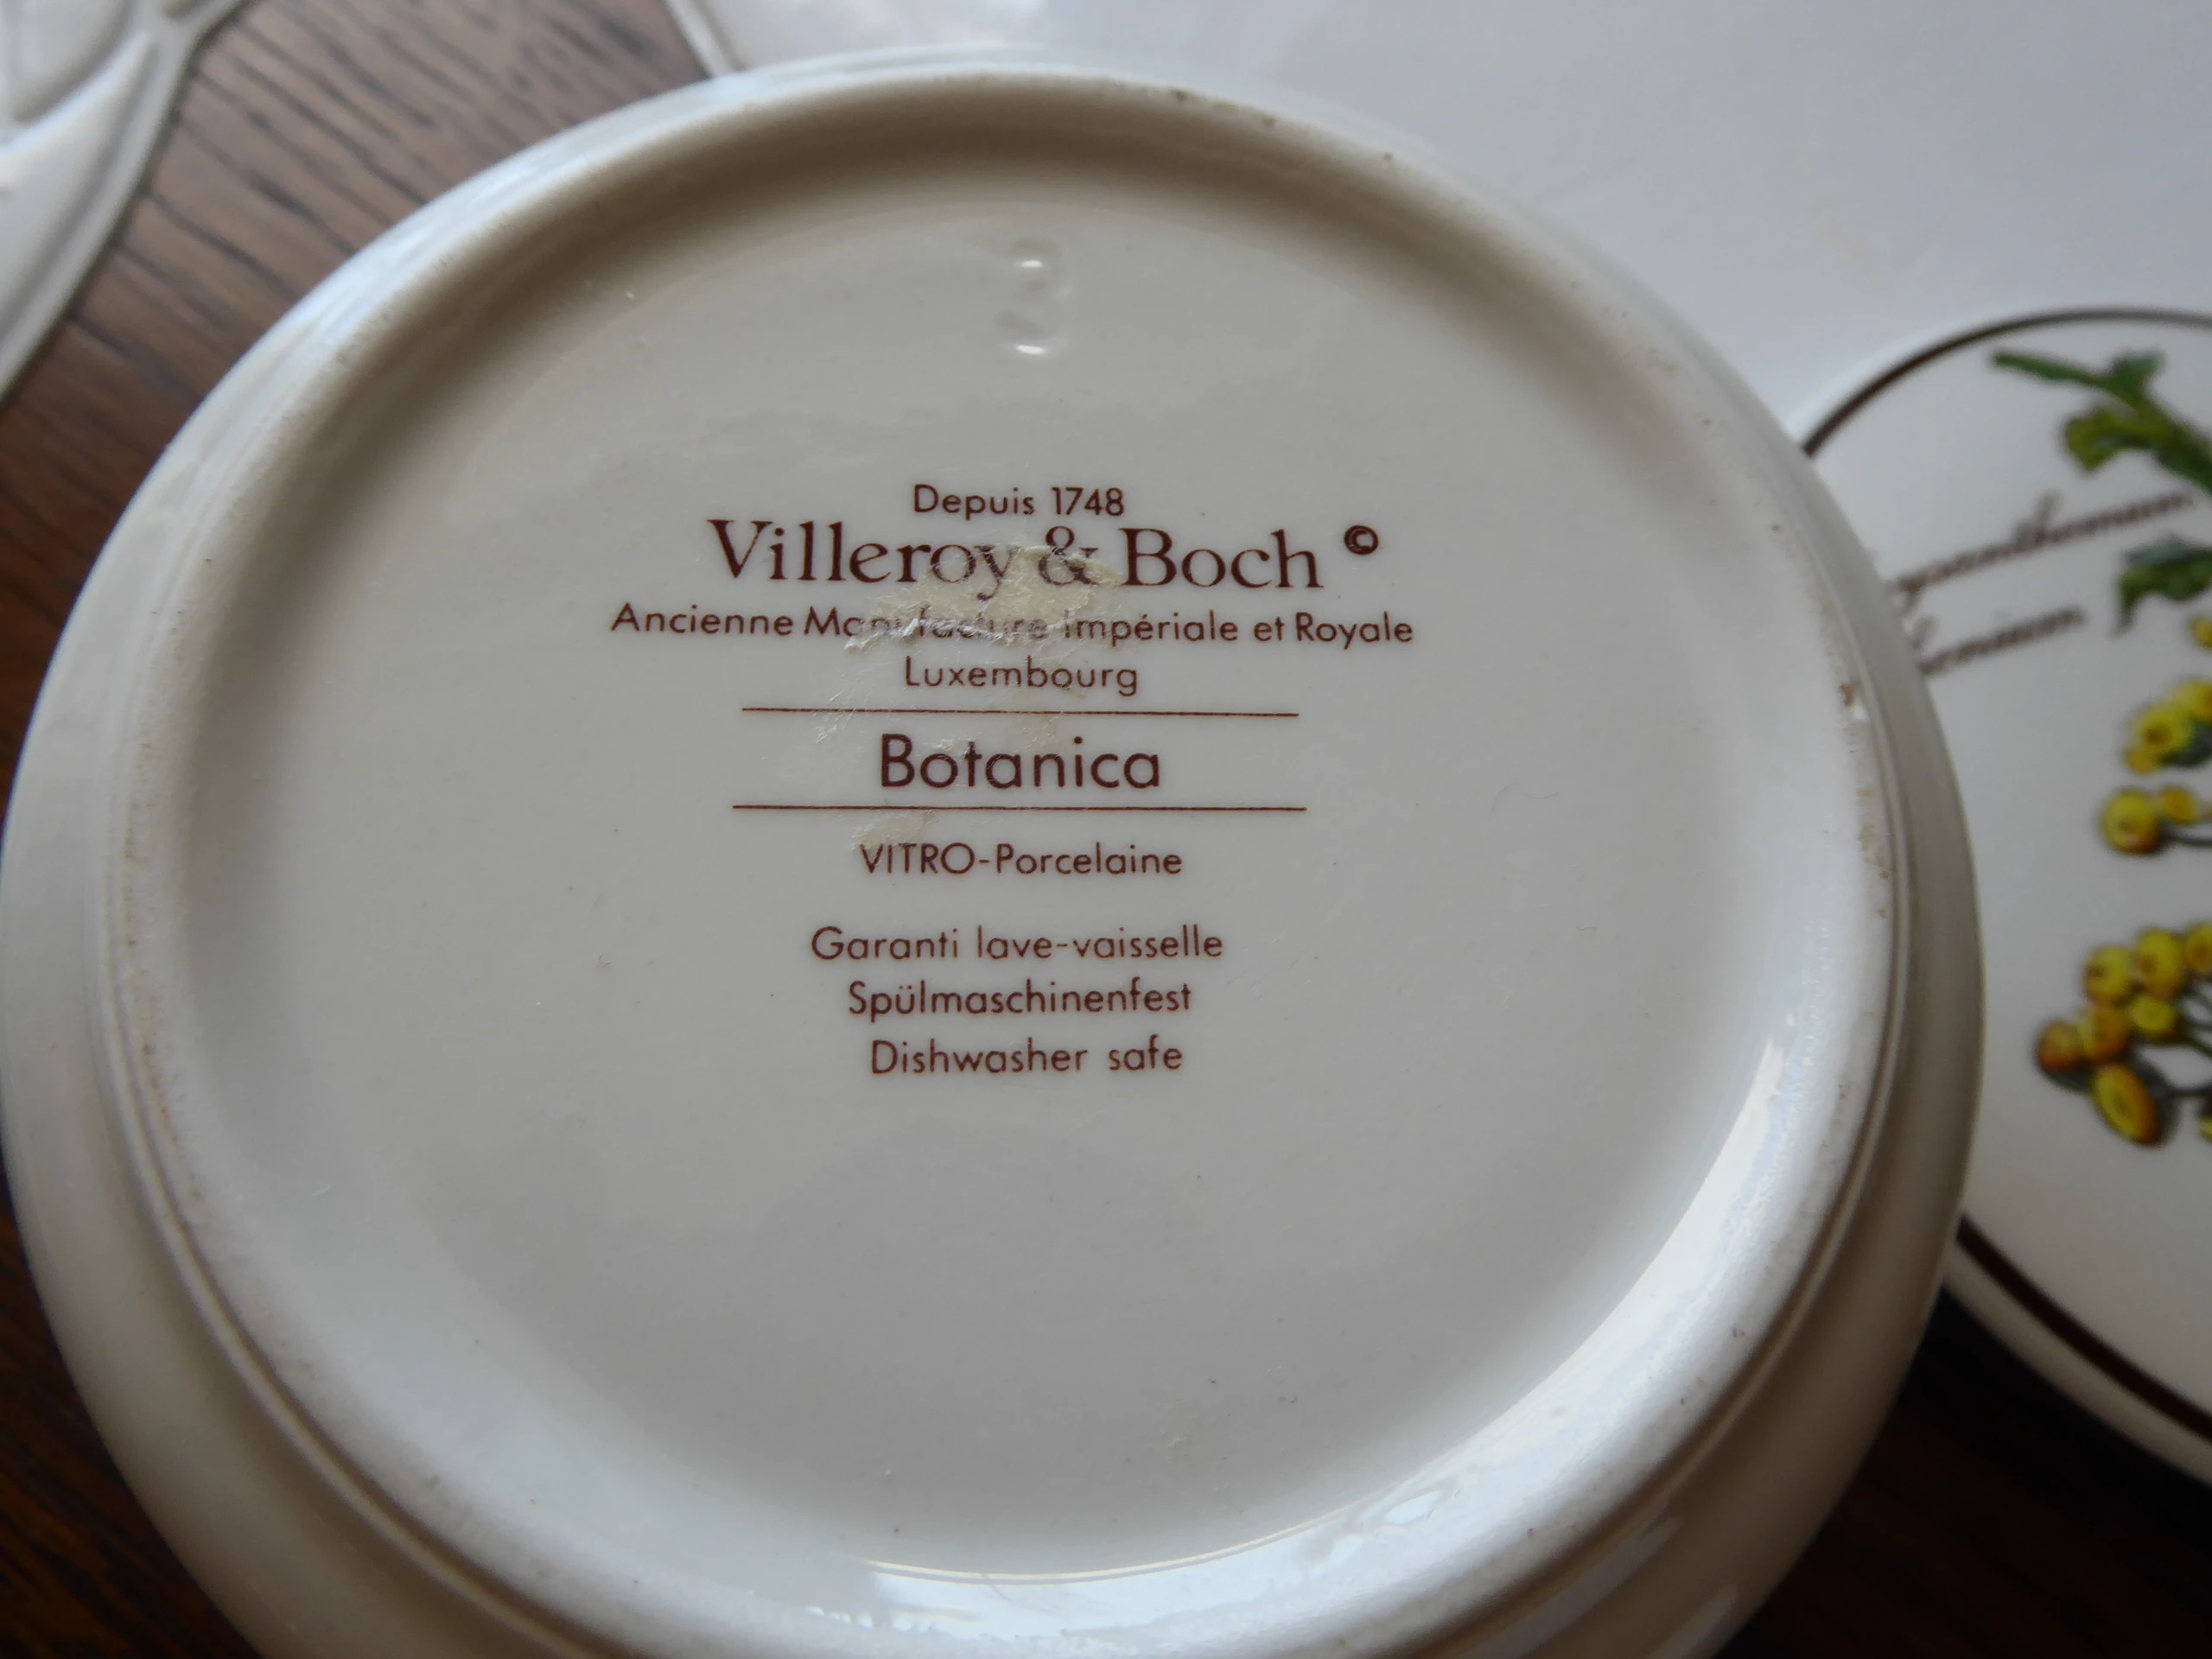 Depuis 1748
Villeroy & Boch ©
Ancienne Manufacture Impériale et Royale
Luxembourg
Botanica
VITRO-Porcelaine
Garanti lave-vaisselle
Spülmaschinenfest
Dishwasher safe